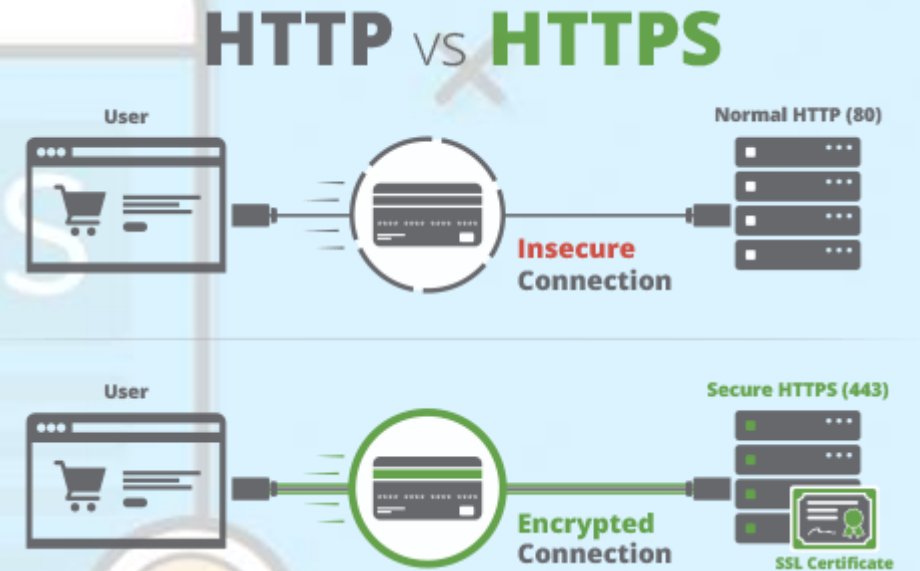 HTTP vs HTTPS
User
Normal HTTP (80)
Insecure
Connection
User
Secure HTTPS (443)
Encrypted
Connection
SSL Certificate